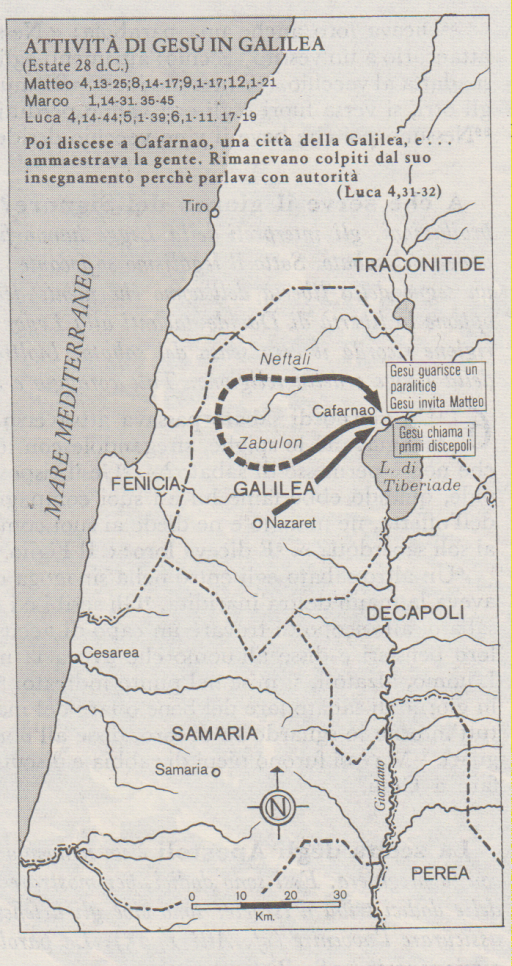 ATTIVITÀ DI GESÙ IN GALILEA
(Estate 28 d.C.)
Matteo 4,13-25;8,14-17;9,1-17;12,1-21
Marco 1,14-31. 35-45
Luca 4,14-44;5,1-39;6,1-11. 17-19
Poi discese a Cafarnao, una città della Galilea, e...
ammaestrava la gente. Rimanevano colpiti dal suo
insegnamento perchè parlava con autorità
(Luca 4,31-32)
Tiro
TRACONITIDE
MARE MEDITERRANEO
Neftali
Gesù guarisce un
paralitico
Gesù invita Matteo
Cafarnao
Gesù chiama i
primi discepoli
Zabulon
L. di
Tiberiade
FENICIA
GALILEA
Nazaret
DECAPOLI
Cesarea
SAMARIA
Samaria
Giordano
N
PEREA
0 10 20 30
Km.